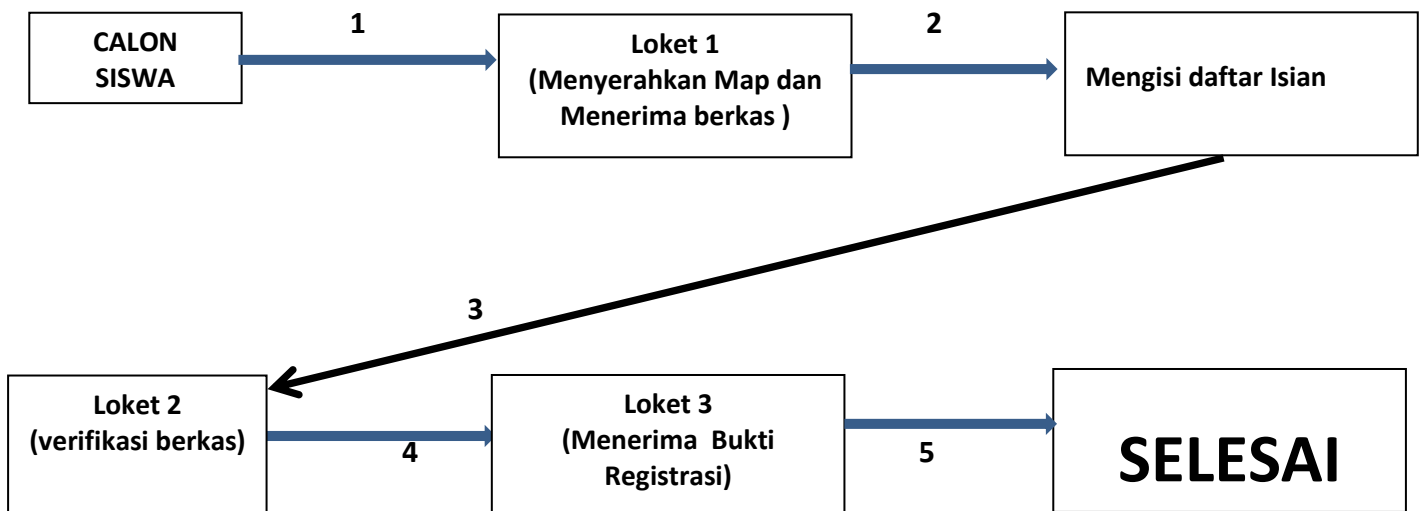 1
2
CALON
SISWA
Loket 1
(Menyerahkan Map dan
Menerima berkas )
Mengisi daftar Isian
3
Loket 2
(verifikasi berkas)
4
Loket 3
(Menerima Bukti
Registrasi)
5
SELESAI